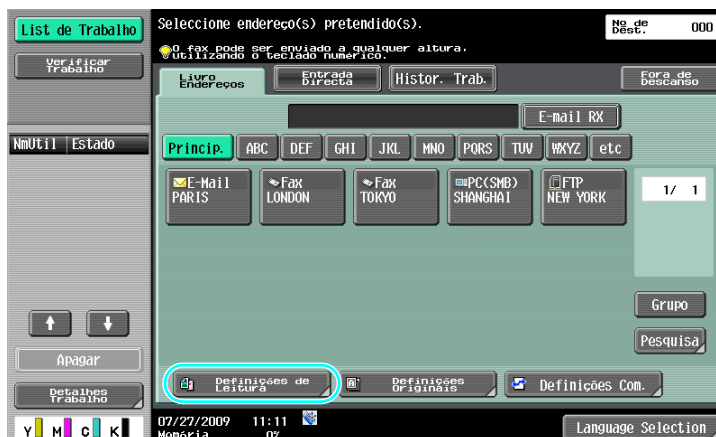 List de Trabalho
Verificar
Trabalho
NmUtil Estado
Apagar
Detalhes
Trabalho
Y M C K
Seleccione endereço(S) pretendido(s).
Nº de
Dest.
000
O fax pode ser enviado a qualquer altura,
utilizando o teclado numerico.
Livro
Endereços
Entrada
Directa
Histor. Trab.
Fora de
Descanso
E-mail RX
Princip. ABC DEF GHI JKL MNO PQRS TUV WXYZ etc
E-Mail
PARIS
Fax
LONDON
Fax
TOKYO
PC(SMB)
SHANGHAI
FTP
NEW YORK
1/ 1
Grupo
Pesquisa
Definições de
Leitura
Definições
Originais
Definições Com.
07/27/2009 11:11
Memória 0%
Language Selection